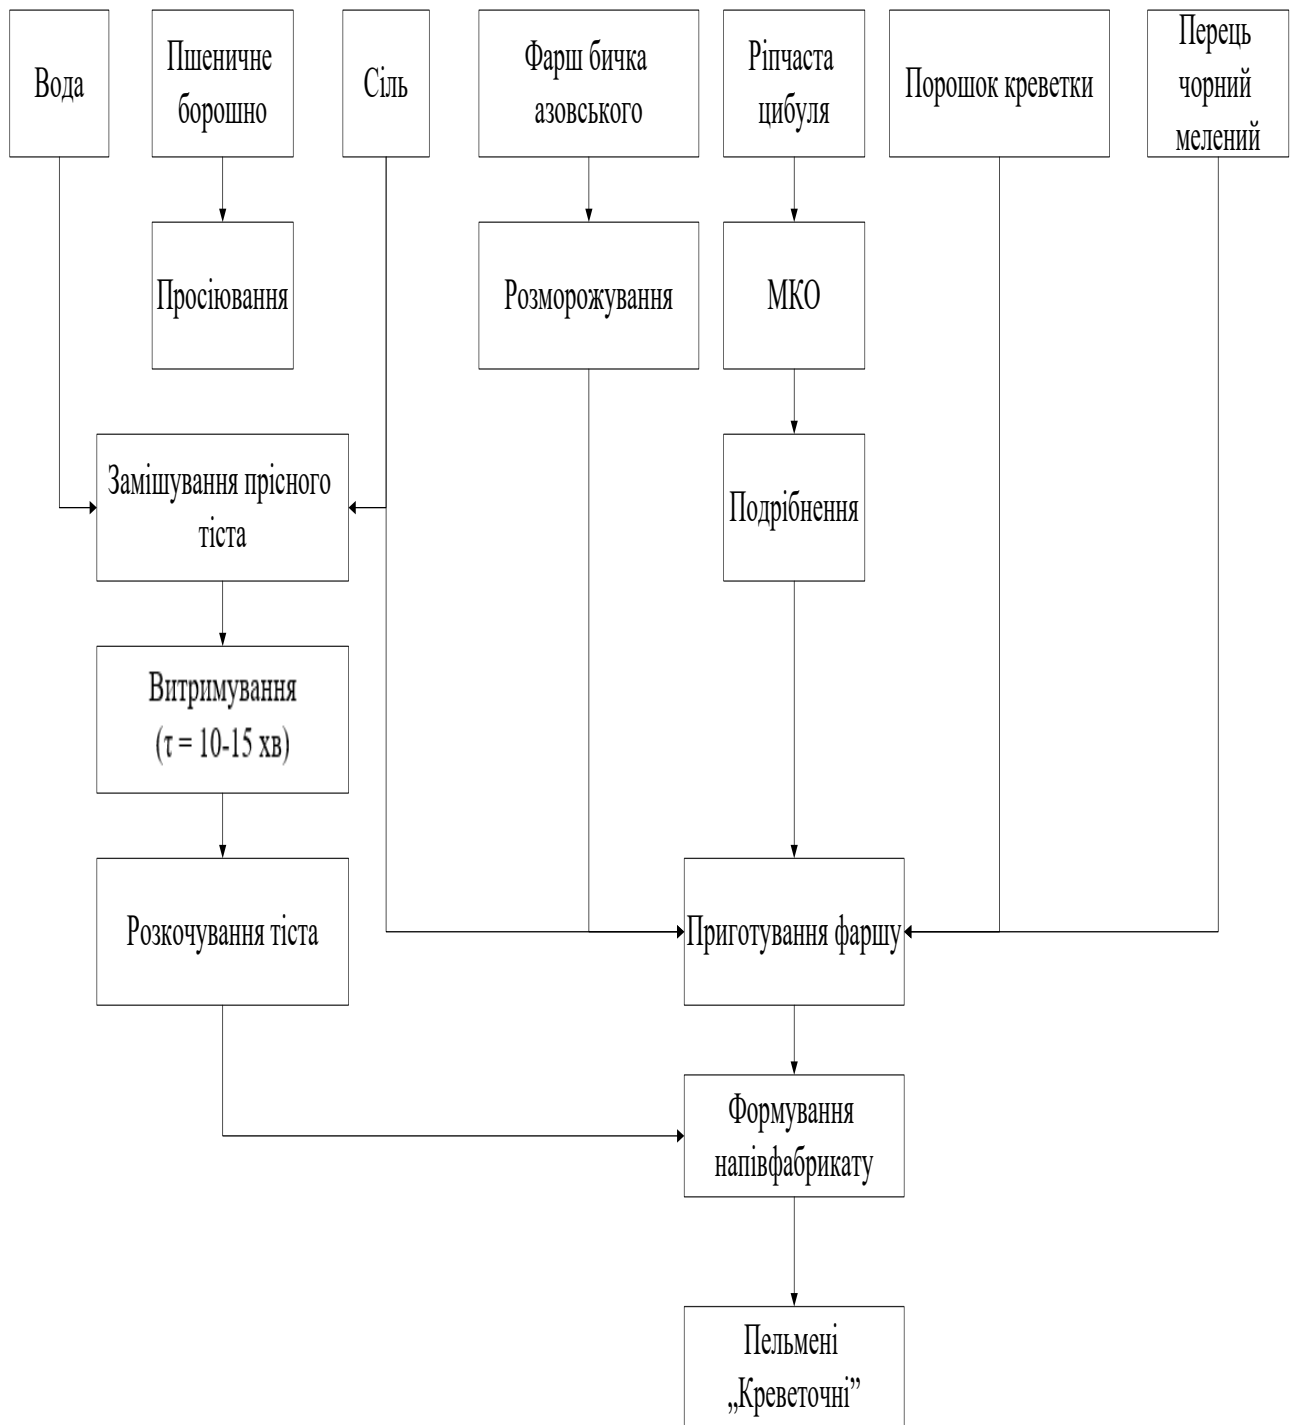 Вода
Пшеничне
борошно
Сіль
Фарш бичка
азовського
Ріпчаста
цибуля
Порошок креветки
Перець
чорний
мелений
Просіювання
Розморожування
МКО
Замішування прісного
тіста
Подрібнення
Витримування
(τ = 10-15 хв)
Розкочування тіста
Приготування фаршу
Формування
напівфабрикату
Пельмені
„Креветочні”